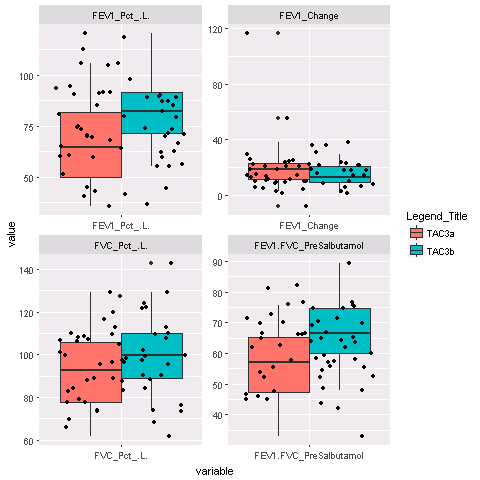 FEV1_Pct_.L.
FEV1_Change
100
75
50
120
80
40
0
FEV1_Pct_.L.
FEV1_Change
value
FVC_Pct_.L.
FEV1.FVC_PreSalbutamol
140
120
100
80
60
90
80
70
60
50
40
FVC_Pct_.L.
FEV1.FVC_PreSalbutamol
variable
Legend_Title
TAC3a
TAC3b